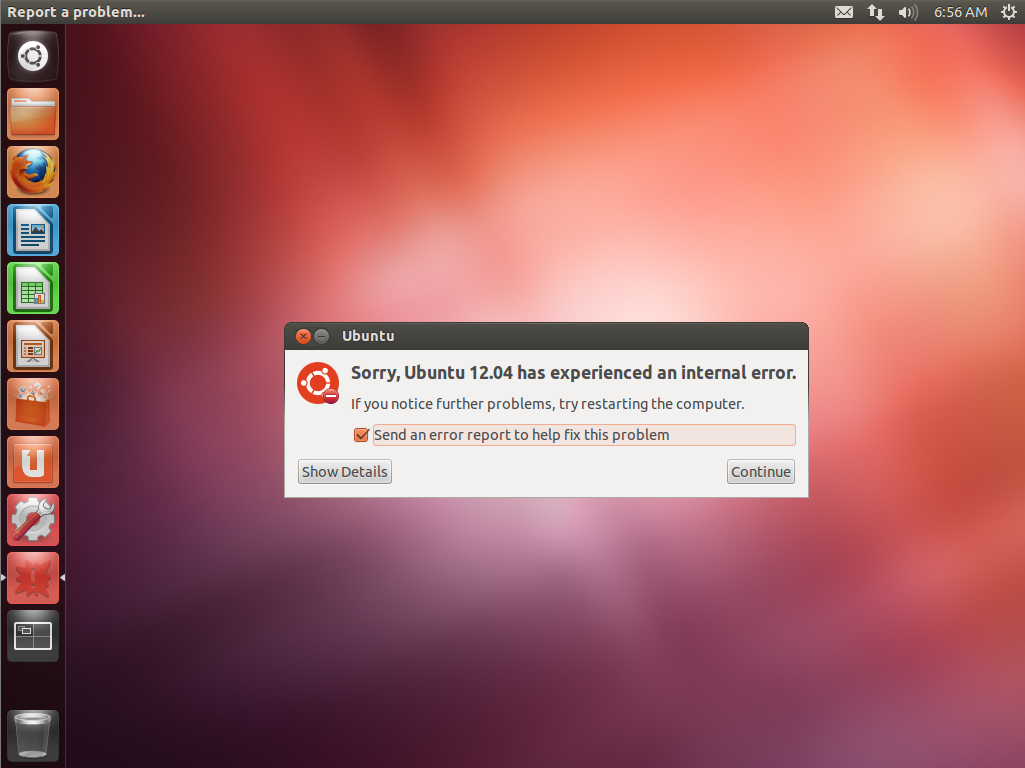 Report a problem...
6:56 AM
Ubuntu
Sorry, Ubuntu 12.04 has experienced an internal error.
If you notice further problems, try restarting the computer.
Send an error report to help fix this problem
Show Details
Continue